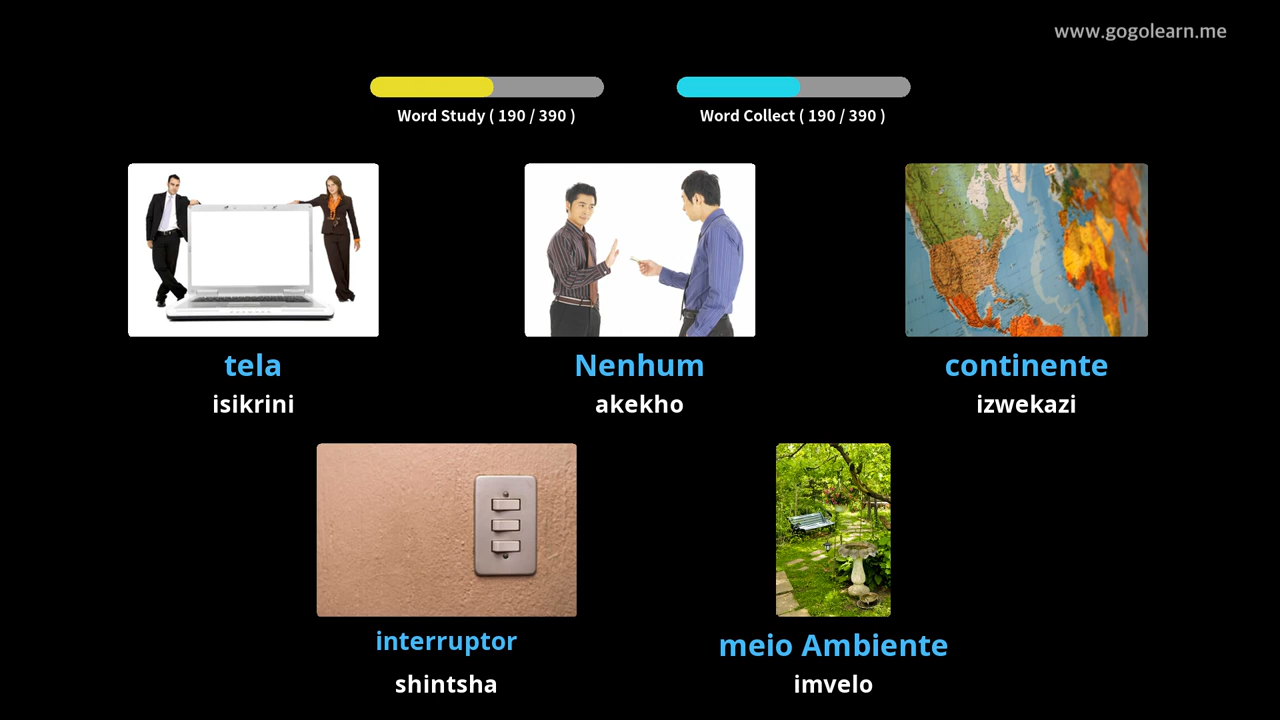 www.gogolearn.me
Word Study ( 190 / 390 )
Word Collect ( 190 / 390 )
tela
isikrini
Nenhum
akekho
continente
izwekazi
interruptor
shintsha
meio Ambiente
imvelo